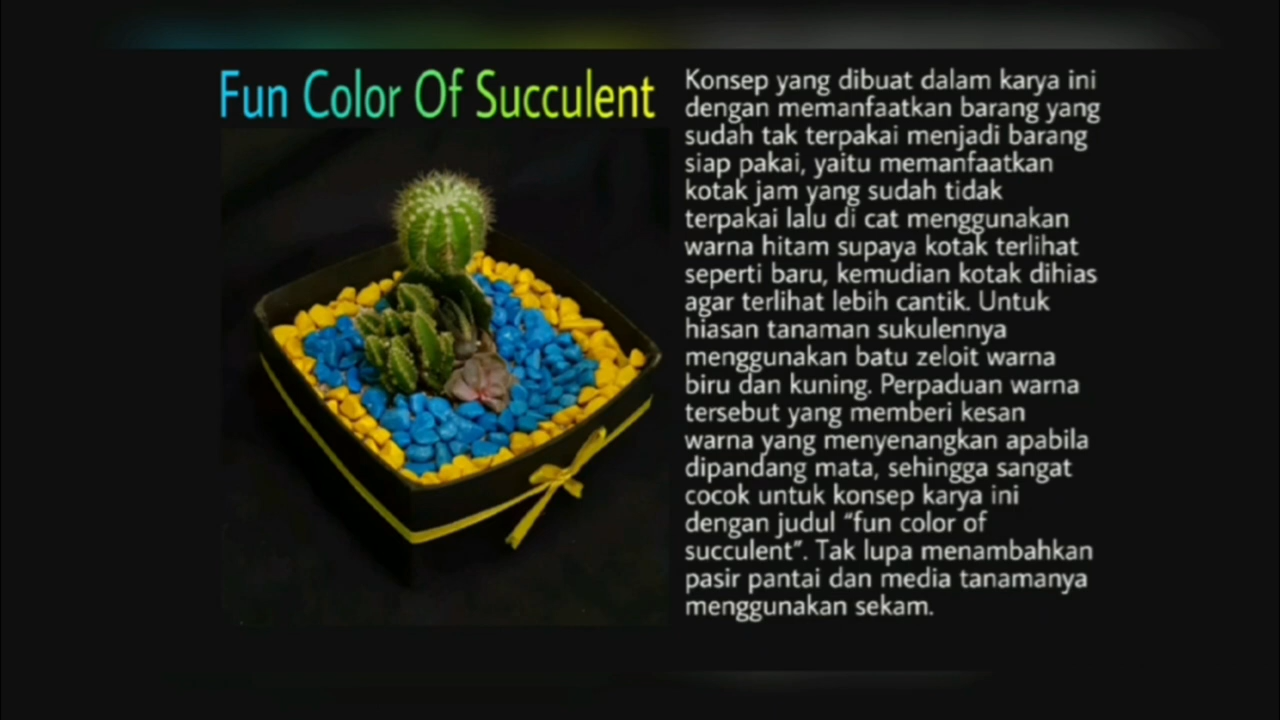 Fun Color Of Succulent
Konsep yang dibuat dalam karya ini
dengan memanfaatkan barang yang
sudah tak terpakai menjadi barang
siap pakai, yaitu memanfaatkan
kotak jam yang sudah tidak
terpakai lalu di cat menggunakan
warna hitam supaya kotak terlihat
seperti baru, kemudian kotak dihias
agar terlihat lebih cantik. Untuk
hiasan tanaman sukulennya
menggunakan batu zeloit warna
biru dan kuning. Perpaduan warna
tersebut yang memberi kesan
warna yang menyenangkan apabila
dipandang mata, sehingga sangat
cocok untuk konsep karya ini
dengan judul “fun color of
succulent”. Tak lupa menambahkan
pasir pantai dan media tanamanya
menggunakan sekam.